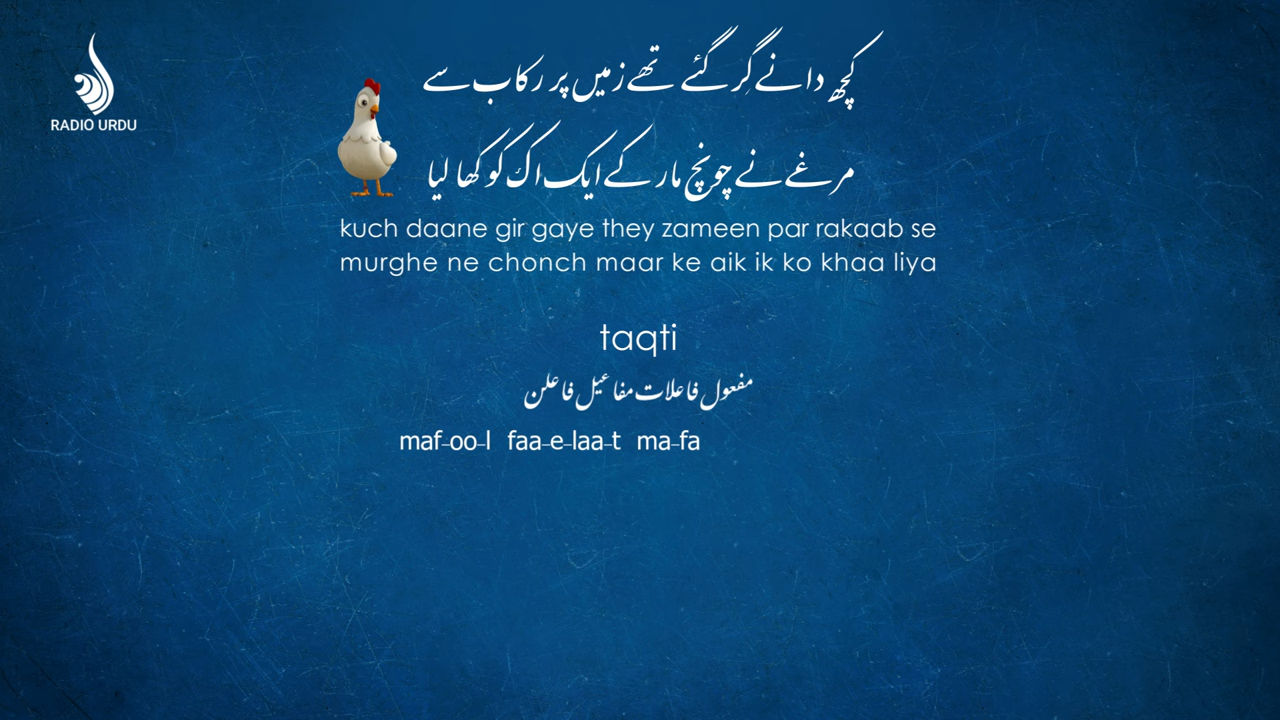 RADIO URDU
کچھ دانے گِر گئے تھے زمیں پر رکاب سے
مرغے نے چونچ مار کے ایک اک کو کھا لیا
kuch daane gir gaye they zameen par rakaab se
murghe ne chonch maar ke aik ik ko khaa liya
taqti
مفعول فاعلات مفاعیل فاعلن
maf-oo-l faa-e-laa-t ma-fa